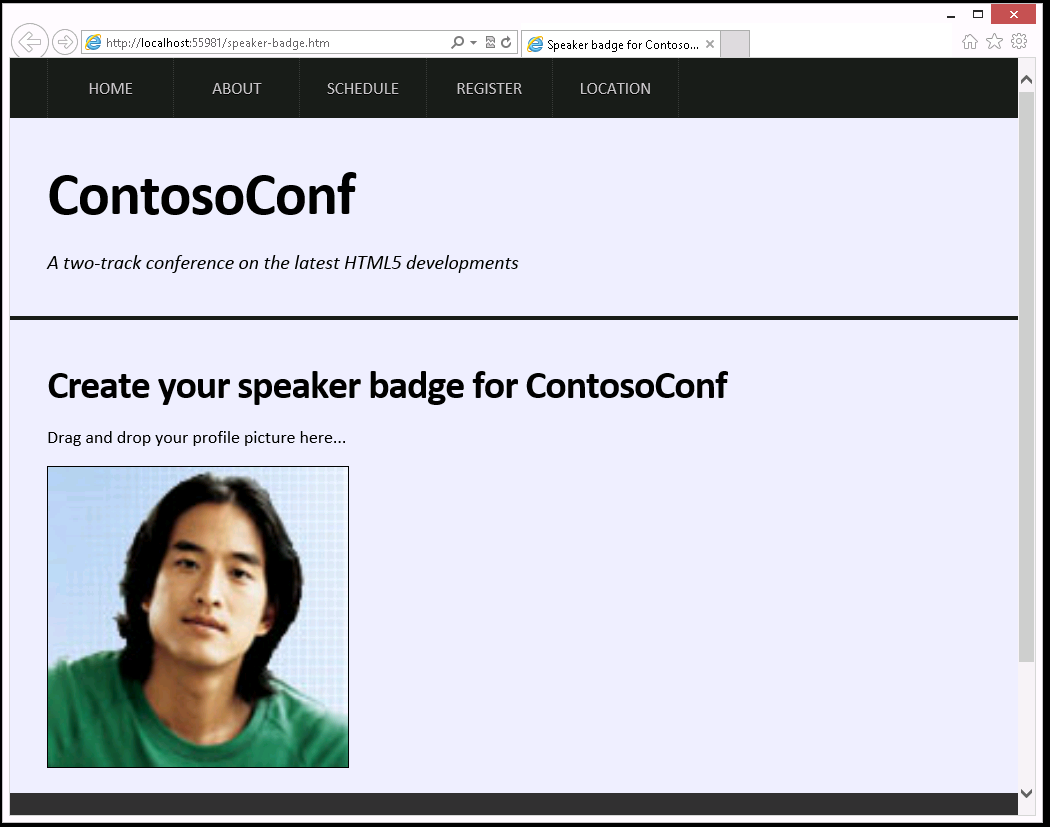 http://localhost:55981/speaker-badge.htm
Speaker badge for Contoso...
HOME ABOUT SCHEDULE REGISTER LOCATION
ContosoConf
A two-track conference on the latest HTML5 developments
Create your speaker badge for ContosoConf
Drag and drop your profile picture here...